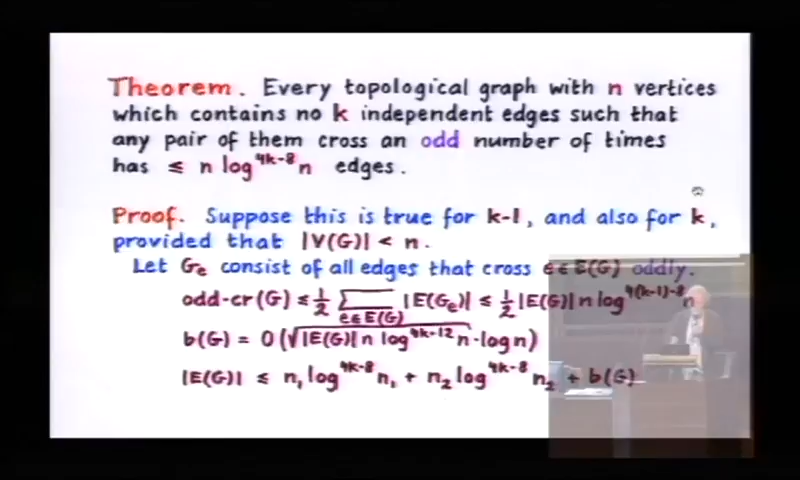 Theorem. Every topological graph with n vertices
which contains no k independent edges such that
any pair of them cross an odd number of times
has ≤ n log^{4k-8} n edges.
Proof. Suppose this is true for k-1, and also for k,
provided that |V(G)| < n.
Let G_e consist of all edges that cross e∈E(G) oddly.
odd-cr(G) ≤ 1/2 ∑_{e∈E(G)} |E(G_e)| ≤ 1/2 |E(G)| n log^{4(k-1)-8} n
b(G) = O(√(|E(G)| n log^{4k-12} n) · log n)
|E(G)| ≤ n_1 log^{4k-8} n_1 + n_2 log^{4k-8} n_2 + b(G)